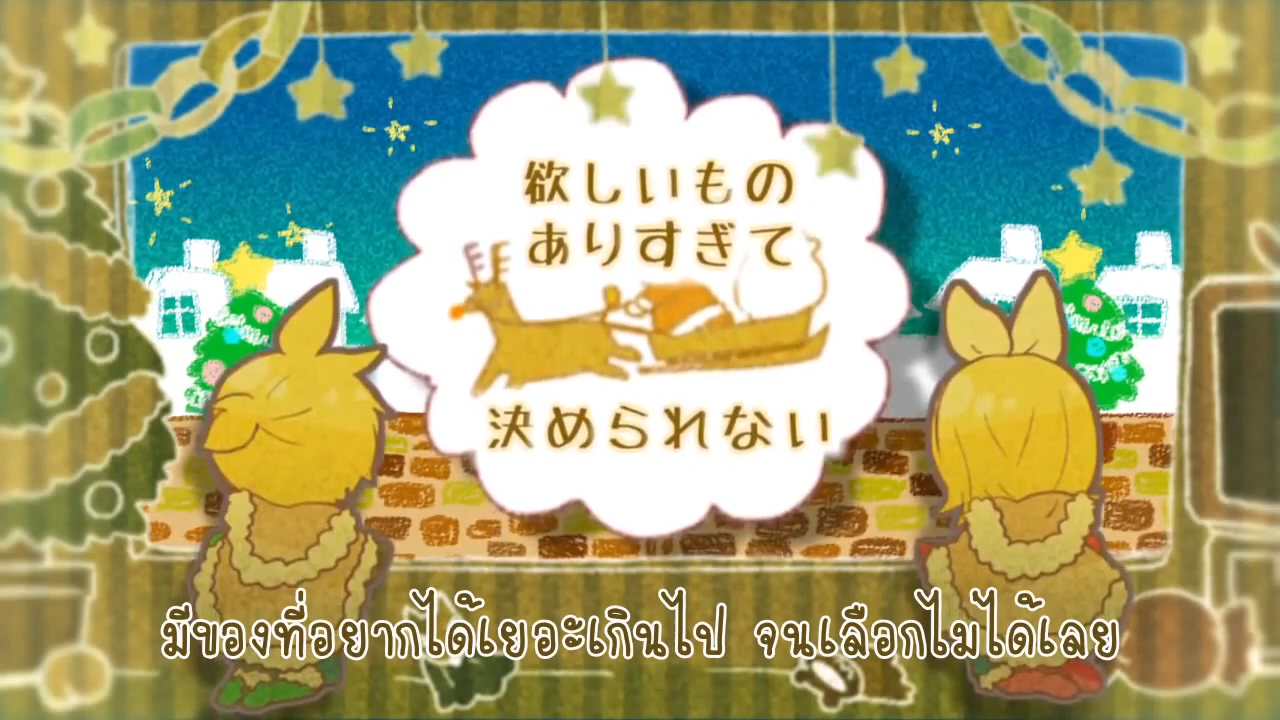 欲しいもの
ありすぎて
決められない
มีของที่อยากได้เยอะเกินไป จนเลือกไม่ได้เลย